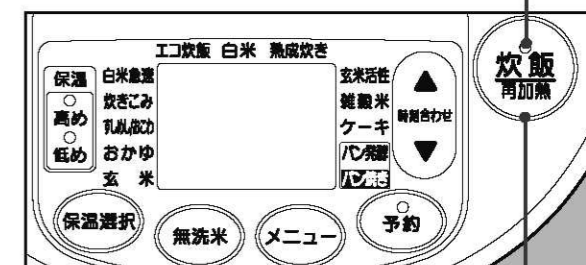 エコ炊飯 白米 熟成炊き
保温
高め
低め
白米急速
炊きこみ
すしめし・おこわ
おかゆ
玄米
玄米活性
雑穀米
ケーキ
パン発酵
パン焼き
時刻合わせ
炊飯
再加熱
保温選択
無洗米
メニュー
予約